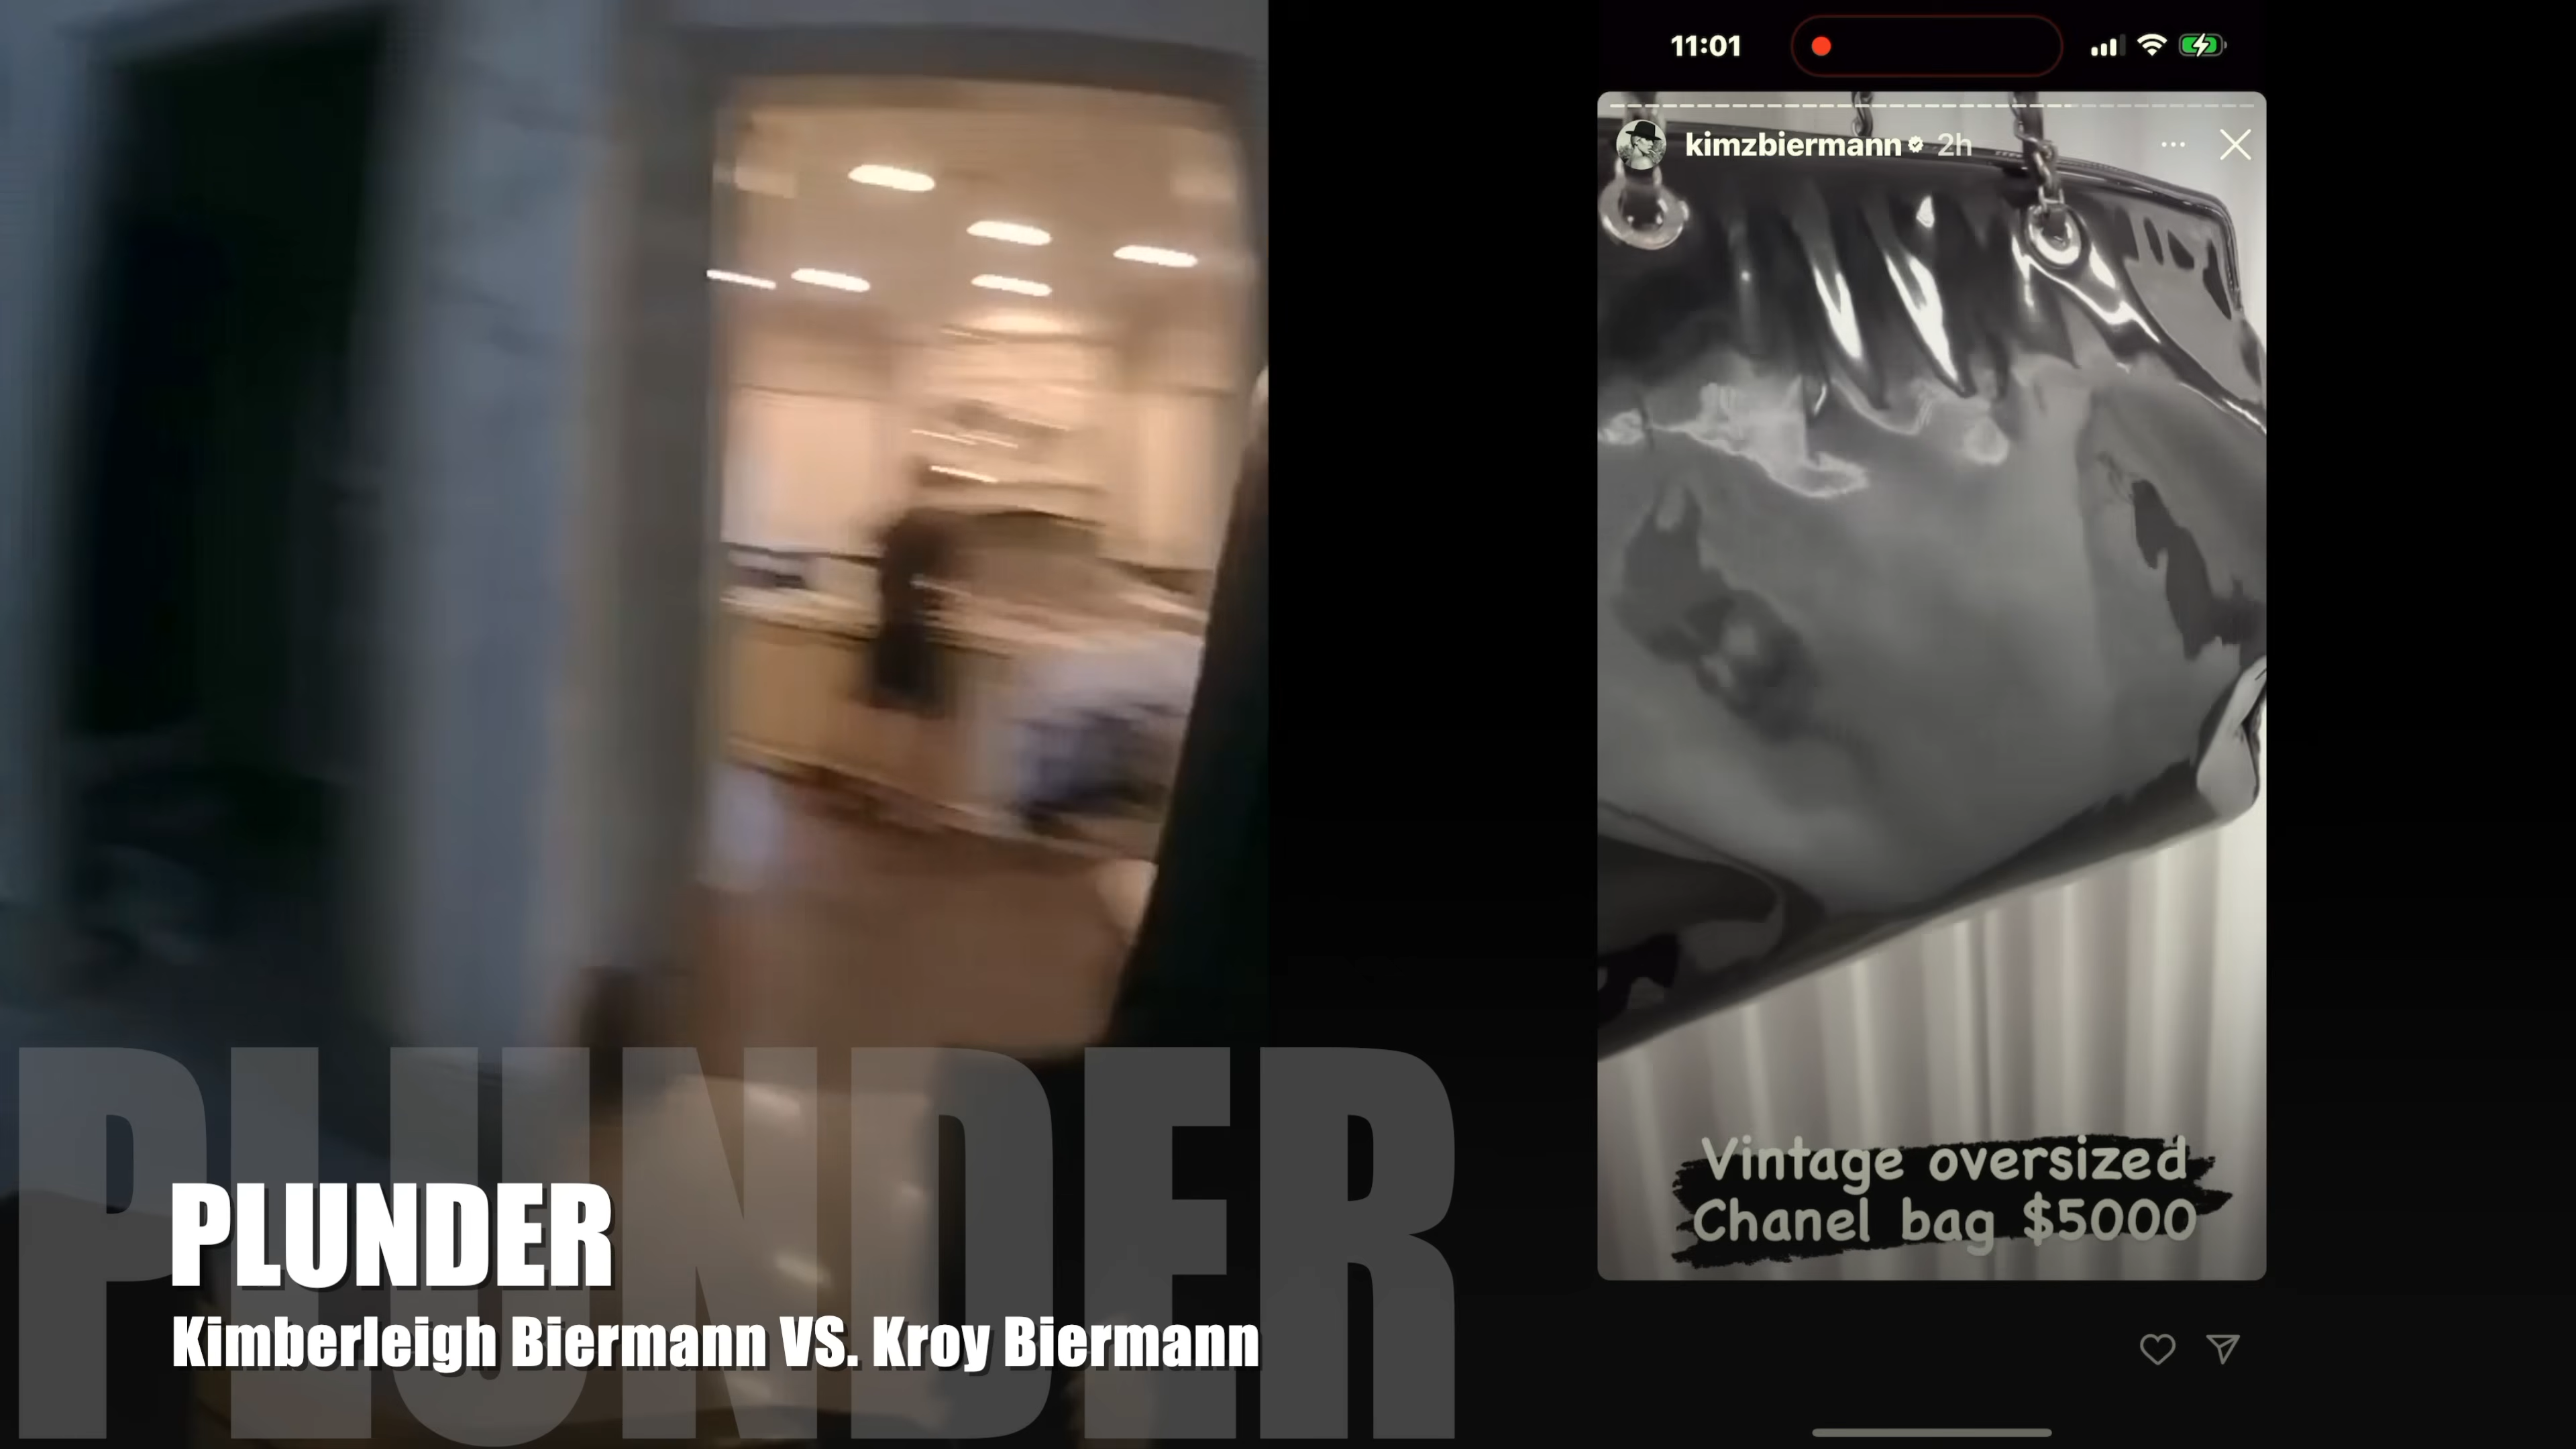 11:01
kimzbiermann 2h
Vintage oversized
Chanel bag $5000
PLUNDER
PLUNDER
Kimberleigh Biermann VS. Kroy Biermann